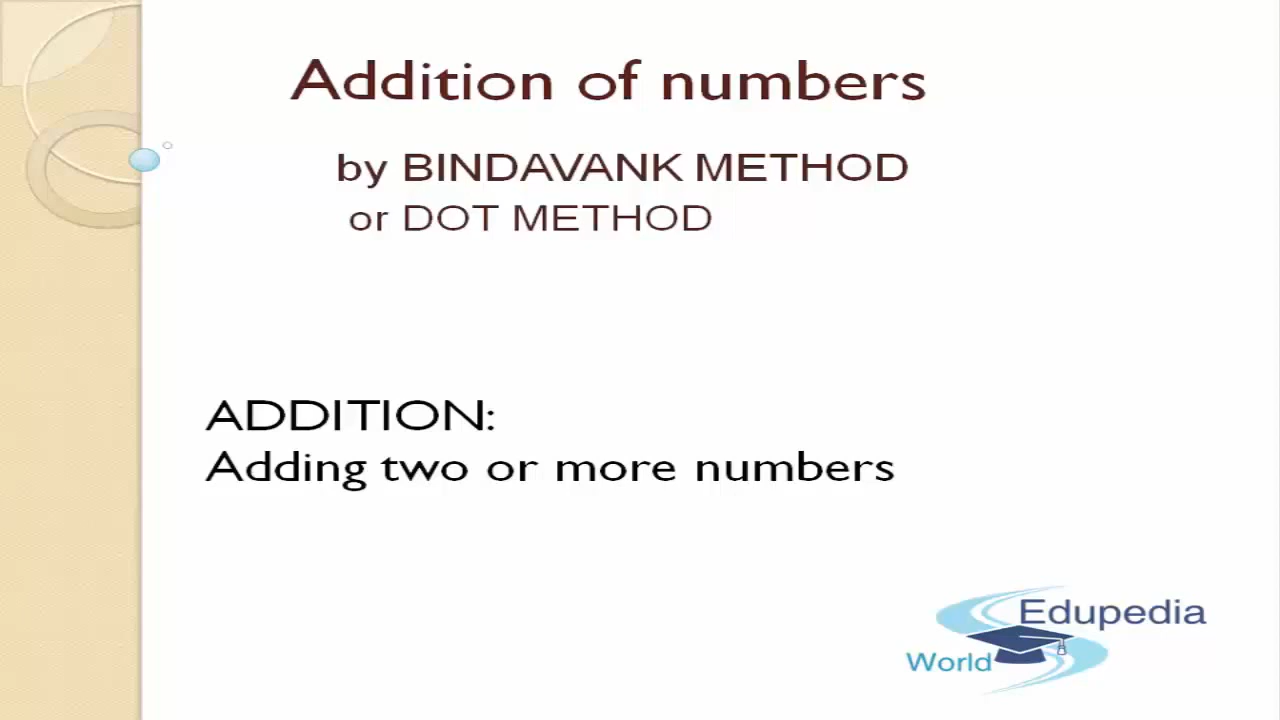 Addition of numbers
by BINDAVANK METHOD
or DOT METHOD
ADDITION:
Adding two or more numbers
Edupedia
World